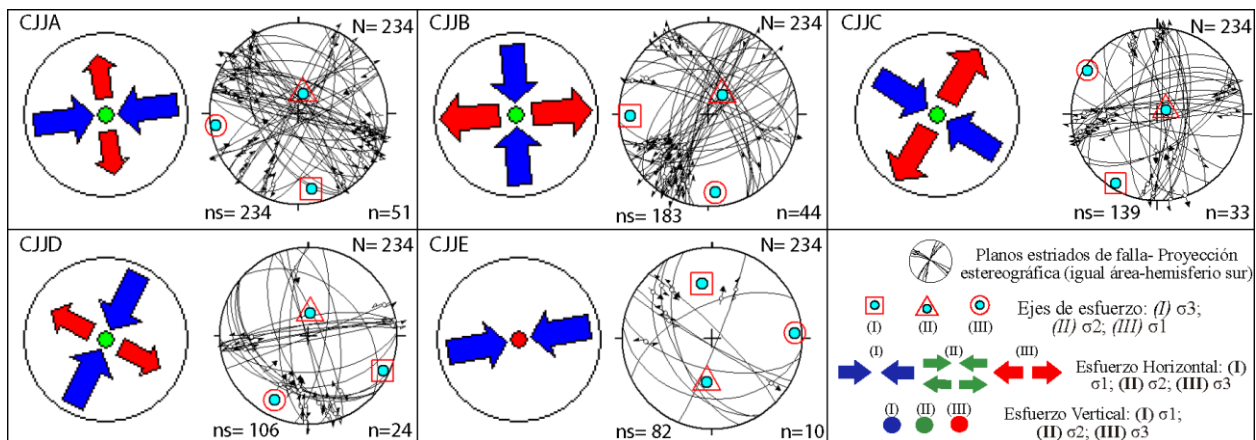 CJJA
N= 234
ns= 234
n=51
CJJB
N= 234
ns= 183
n=44
CJJC
N= 234
ns= 139
n=33
CJJD
N= 234
ns= 106
n=24
CJJE
N= 234
ns= 82
n=10
Planos estriados de falla- Proyección
estereográfica (igual área-hemisferio sur)
Ejes de esfuerzo: (I) σ3;
(II) σ2; (III) σ1
(I) (II) (III)
(I) (II) (III)
Esfuerzo Horizontal: (I)
σ1; (II) σ2; (III) σ3
(I) (II) (III)
Esfuerzo Vertical: (I) σ1;
(II) σ2; (III) σ3